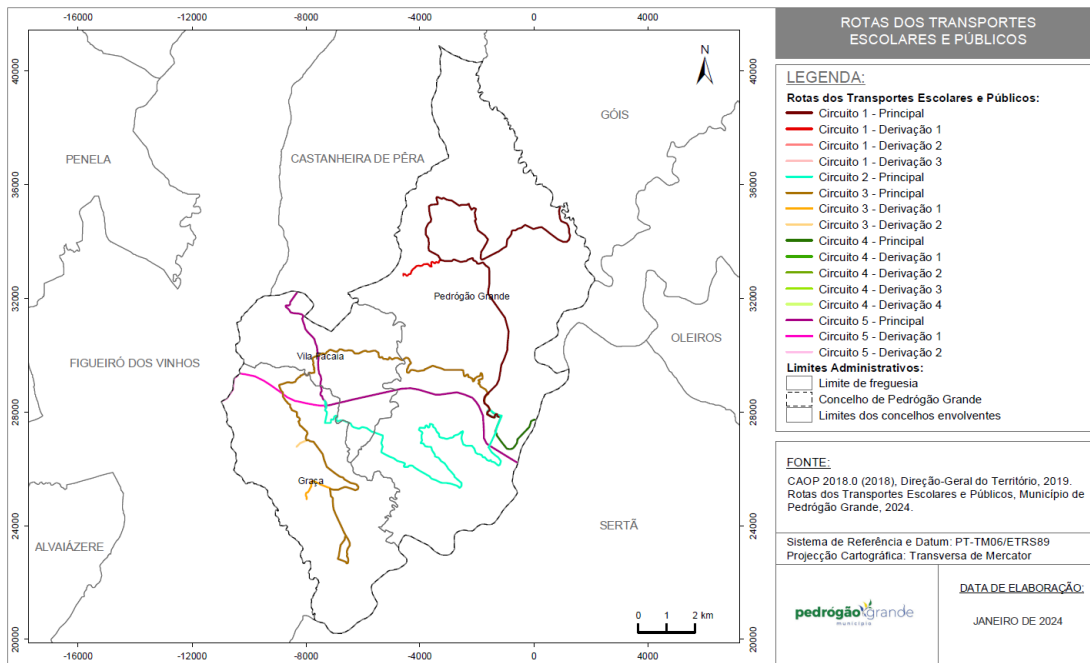 -16000 -12000 -8000 -4000 0 4000
40000 40000
36000 36000
32000 32000
28000 28000
24000 24000
20000 20000
-16000 -12000 -8000 -4000 0 4000
N
GÓIS
PENELA
CASTANHEIRA DE PÊRA
Pedrógão Grande
OLEIROS
Vila Facaia
FIGUEIRÓ DOS VINHOS
Graça
SERTÃ
ALVAIÁZERE
0 1 2 km
ROTAS DOS TRANSPORTES
ESCOLARES E PÚBLICOS
LEGENDA:
Rotas dos Transportes Escolares e Públicos:
Circuito 1 - Principal
Circuito 1 - Derivação 1
Circuito 1 - Derivação 2
Circuito 1 - Derivação 3
Circuito 2 - Principal
Circuito 3 - Principal
Circuito 3 - Derivação 1
Circuito 3 - Derivação 2
Circuito 4 - Principal
Circuito 4 - Derivação 1
Circuito 4 - Derivação 2
Circuito 4 - Derivação 3
Circuito 4 - Derivação 4
Circuito 5 - Principal
Circuito 5 - Derivação 1
Circuito 5 - Derivação 2
Limites Administrativos:
Limite de freguesia
Concelho de Pedrógão Grande
Limites dos concelhos envolventes
FONTE:
CAOP 2018.0 (2018), Direção-Geral do Território, 2019.
Rotas dos Transportes Escolares e Públicos, Município de
Pedrógão Grande, 2024.
Sistema de Referência e Datum: PT-TM06/ETRS89
Projecção Cartográfica: Transversa de Mercator
pedrógão grande
município
DATA DE ELABORAÇÃO:
JANEIRO DE 2024